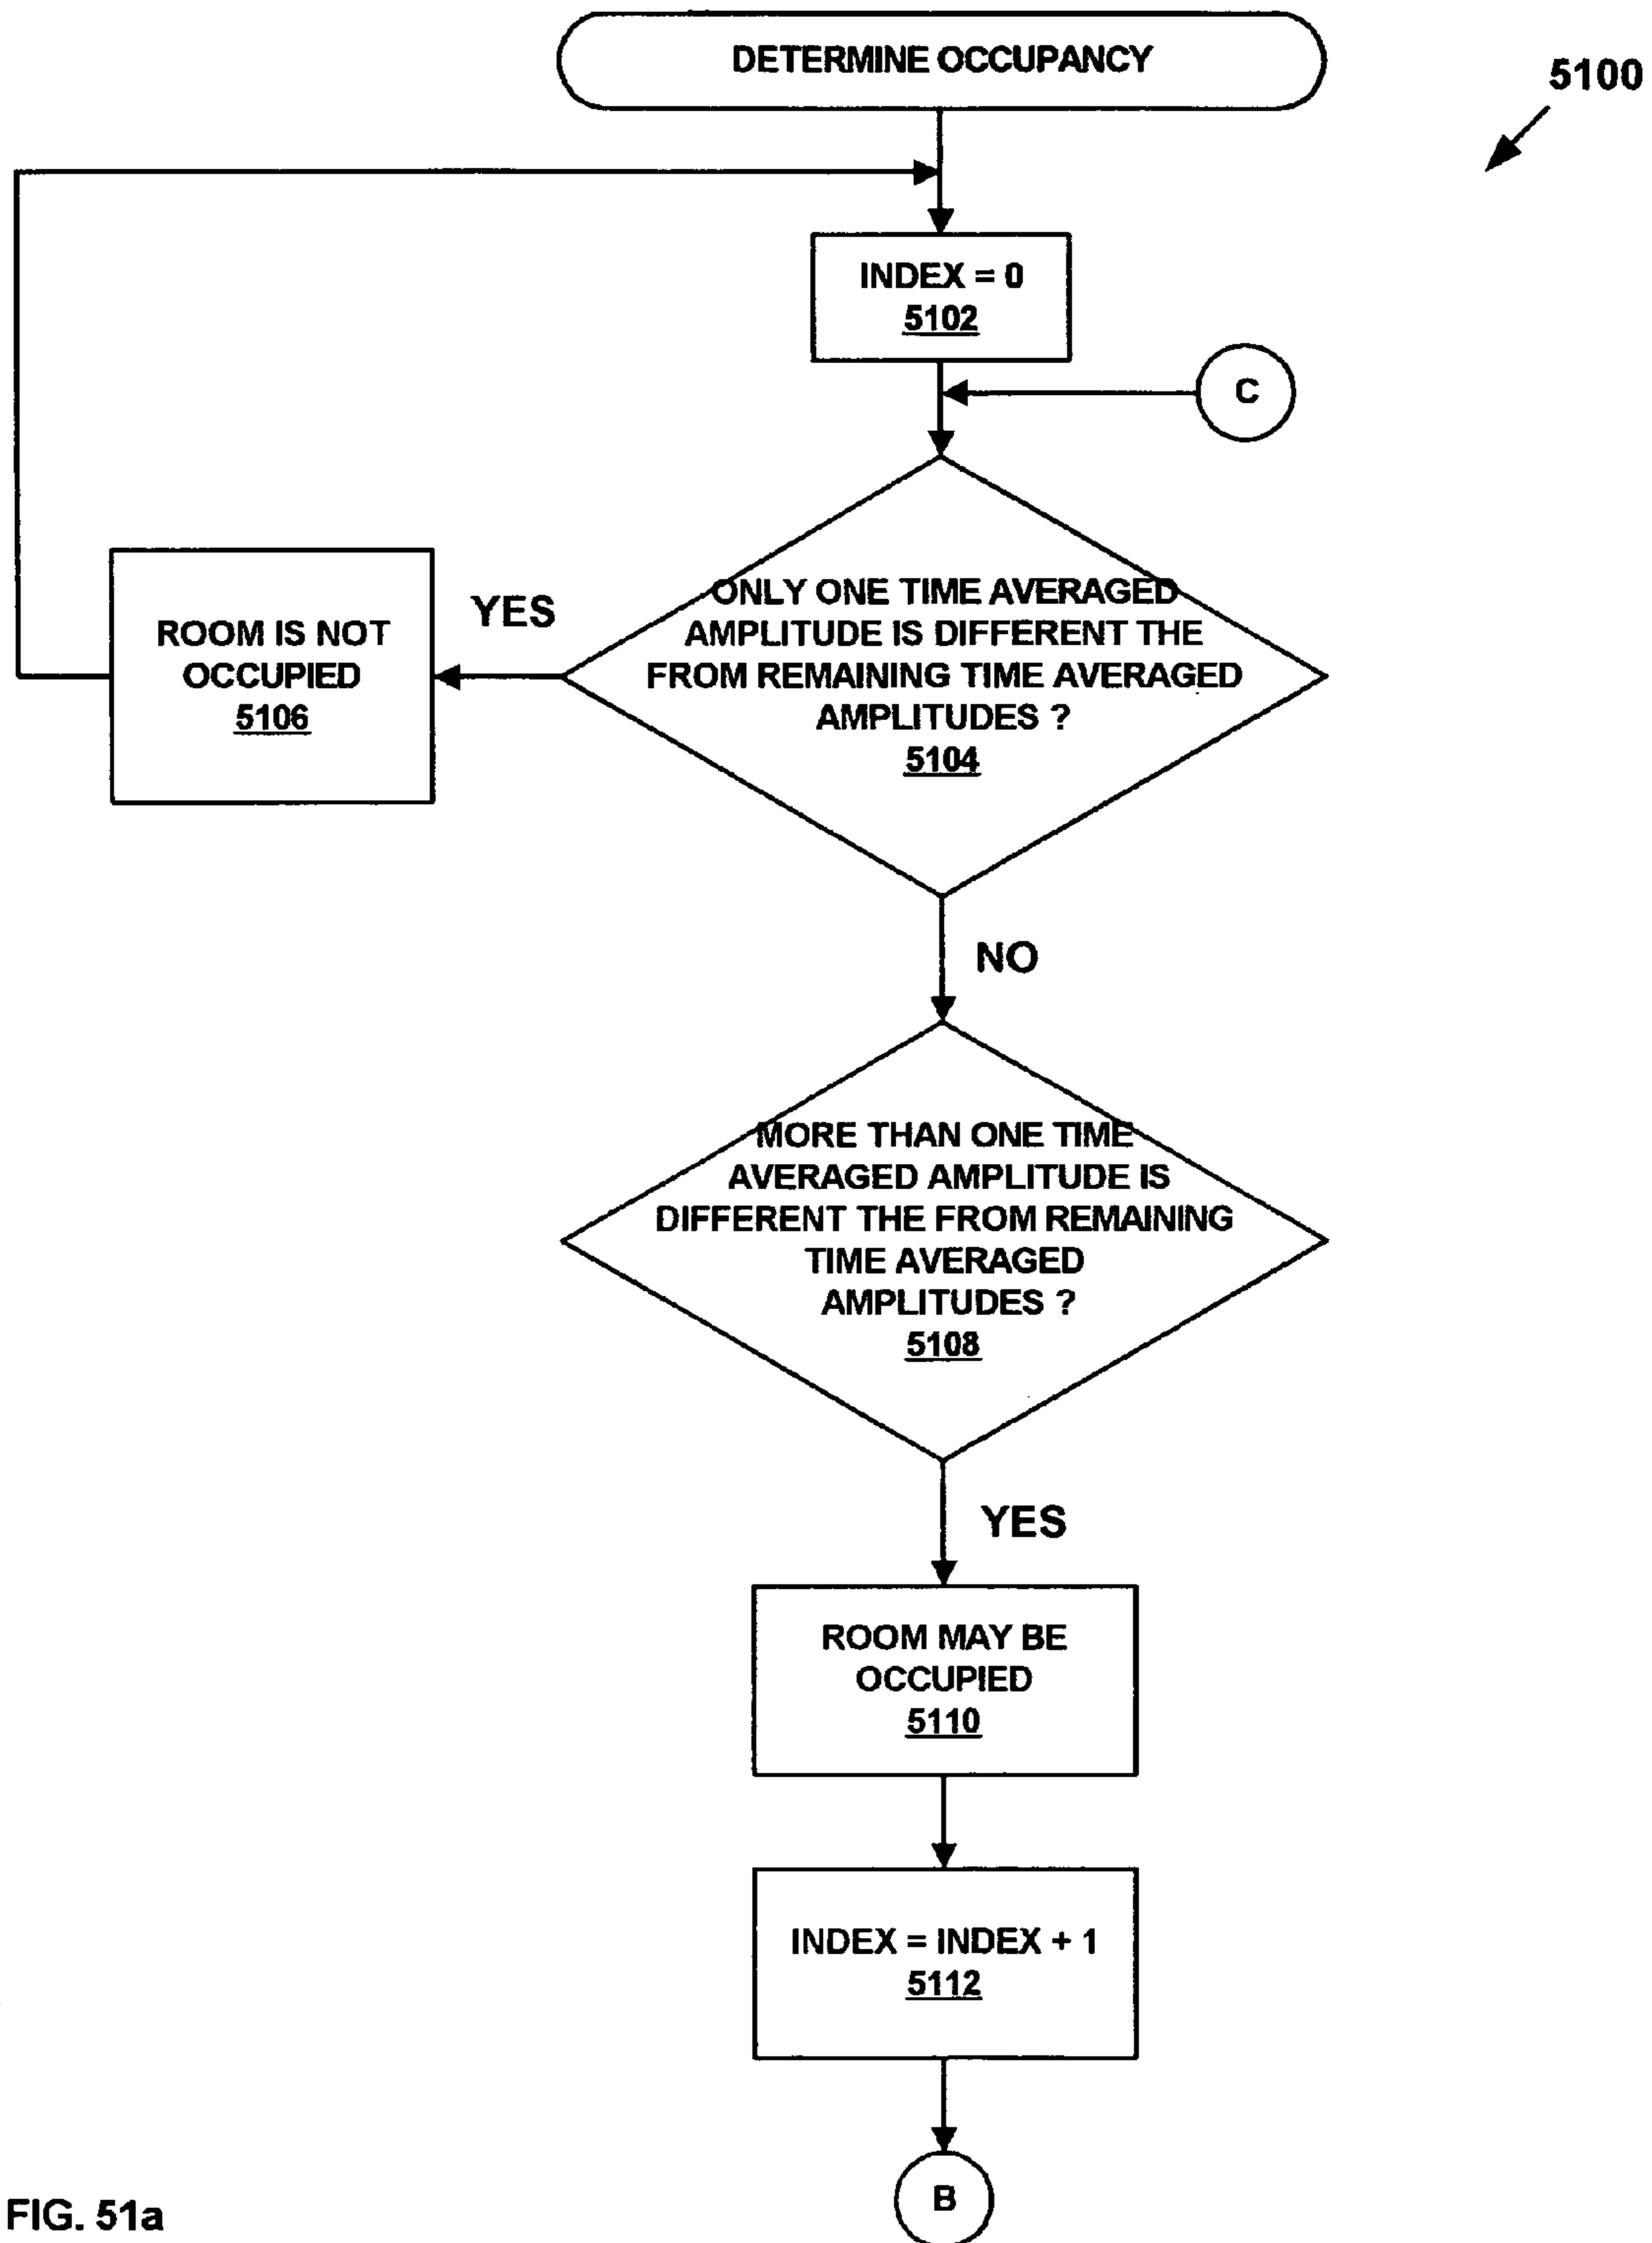 DETERMINE OCCUPANCY
5100
INDEX = 0
5102
C
ONLY ONE TIME AVERAGED
AMPLITUDE IS DIFFERENT THE
FROM REMAINING TIME AVERAGED
AMPLITUDES ?
5104
YES
ROOM IS NOT
OCCUPIED
5106
NO
MORE THAN ONE TIME
AVERAGED AMPLITUDE IS
DIFFERENT THE FROM REMAINING
TIME AVERAGED
AMPLITUDES ?
5108
YES
ROOM MAY BE
OCCUPIED
5110
INDEX = INDEX + 1
5112
B
FIG. 51a